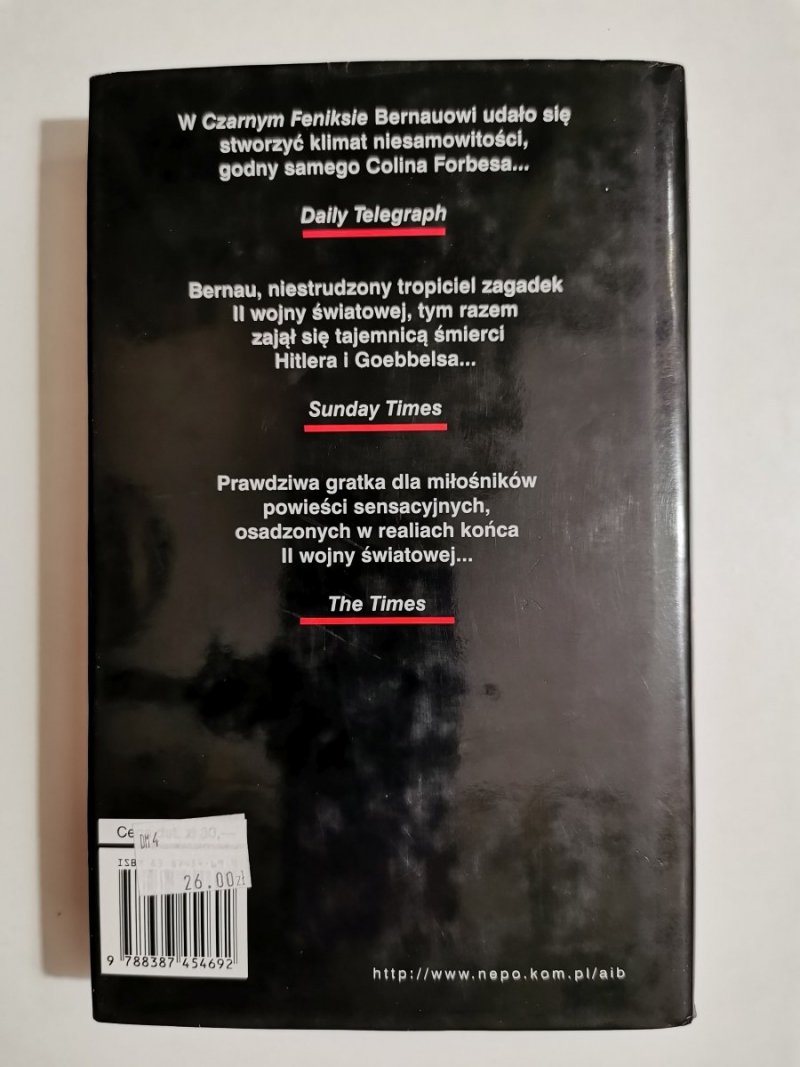 W Czarnym Feniksie Bernauowi udało się
stworzyć klimat niesamowitości,
godny samego Colina Forbesa...
Daily Telegraph
Bernau, niestrudzony tropiciel zagadek
II wojny światowej, tym razem
zajął się tajemnicą śmierci
Hitlera i Goebbelsa...
Sunday Times
Prawdziwa gratka dla miłośników
powieści sensacyjnych,
osadzonych w realiach końca
II wojny światowej...
The Times
DM 4
26.00zł
9 788387 454692
http://www.nepo.kom.pl/aib